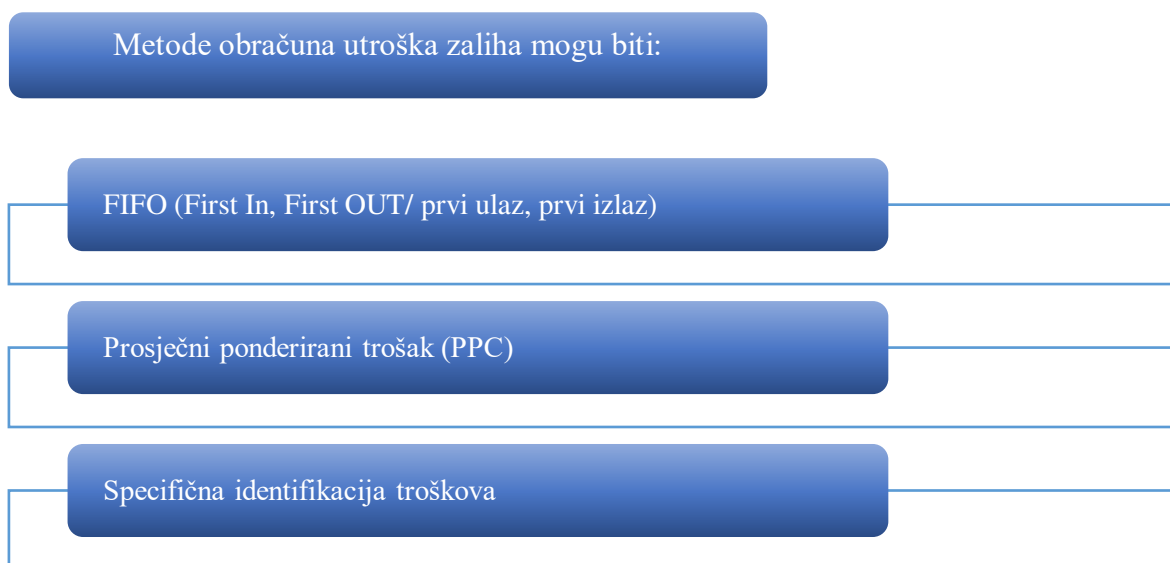 Metode obračuna utroška zaliha mogu biti:
FIFO (First In, First OUT/ prvi ulaz, prvi izlaz)
Prosječni ponderirani trošak (PPC)
Specifična identifikacija troškova